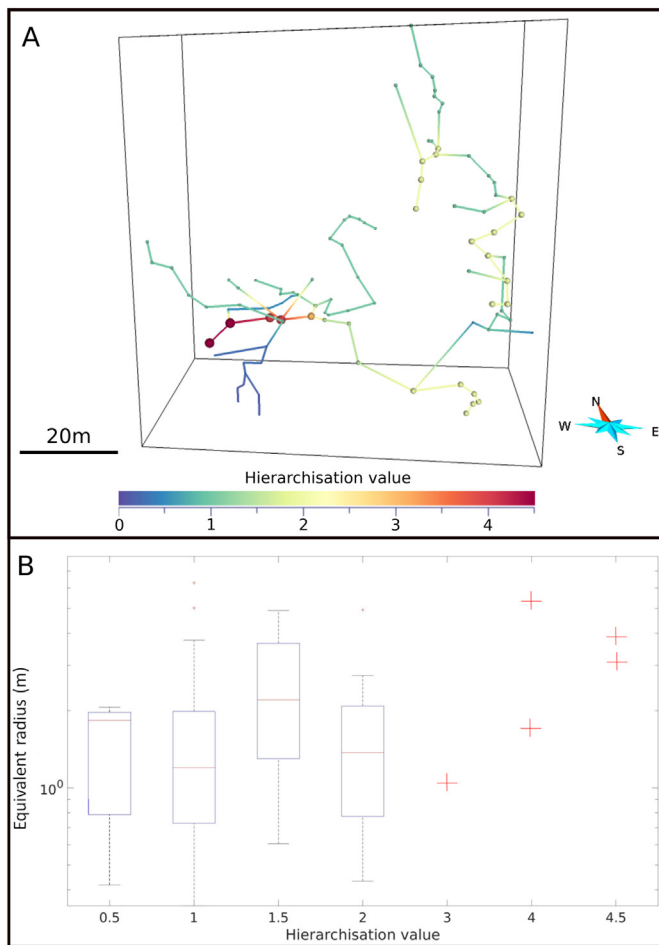 A
N
W
E
S
20m
Hierarchisation value
0 1 2 3 4
B
Equivalent radius (m)
10⁰
0.5 1 1.5 2 3 4 4.5
Hierarchisation value